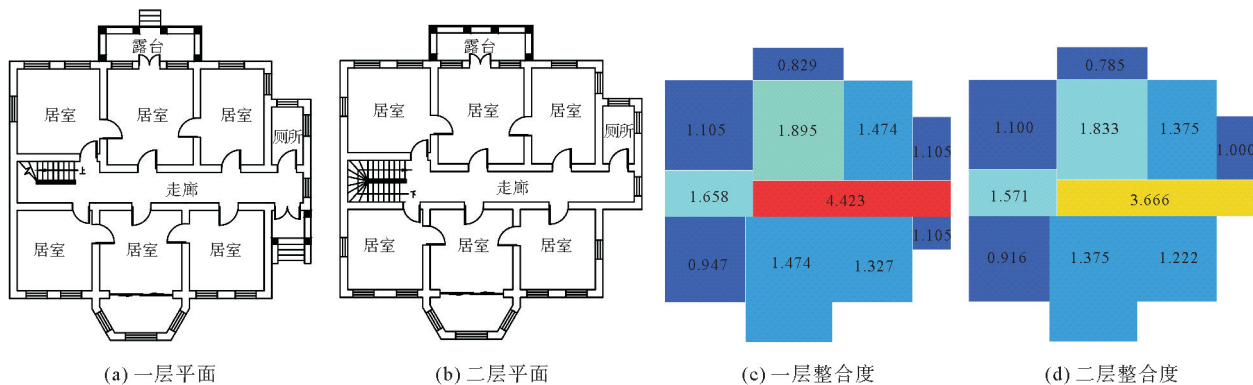 露台
居室 居室 居室
厕所
上
走廊
居室 居室 居室
(a) 一层平面
露台
居室 居室 居室
厕所
走廊
下
居室 居室 居室
(b) 二层平面
0.829
1.105 1.895 1.474
1.105
1.658 4.423
1.105
0.947 1.474 1.327
(c) 一层整合度
0.785
1.100 1.833 1.375
1.000
1.571 3.666
0.916 1.375 1.222
(d) 二层整合度